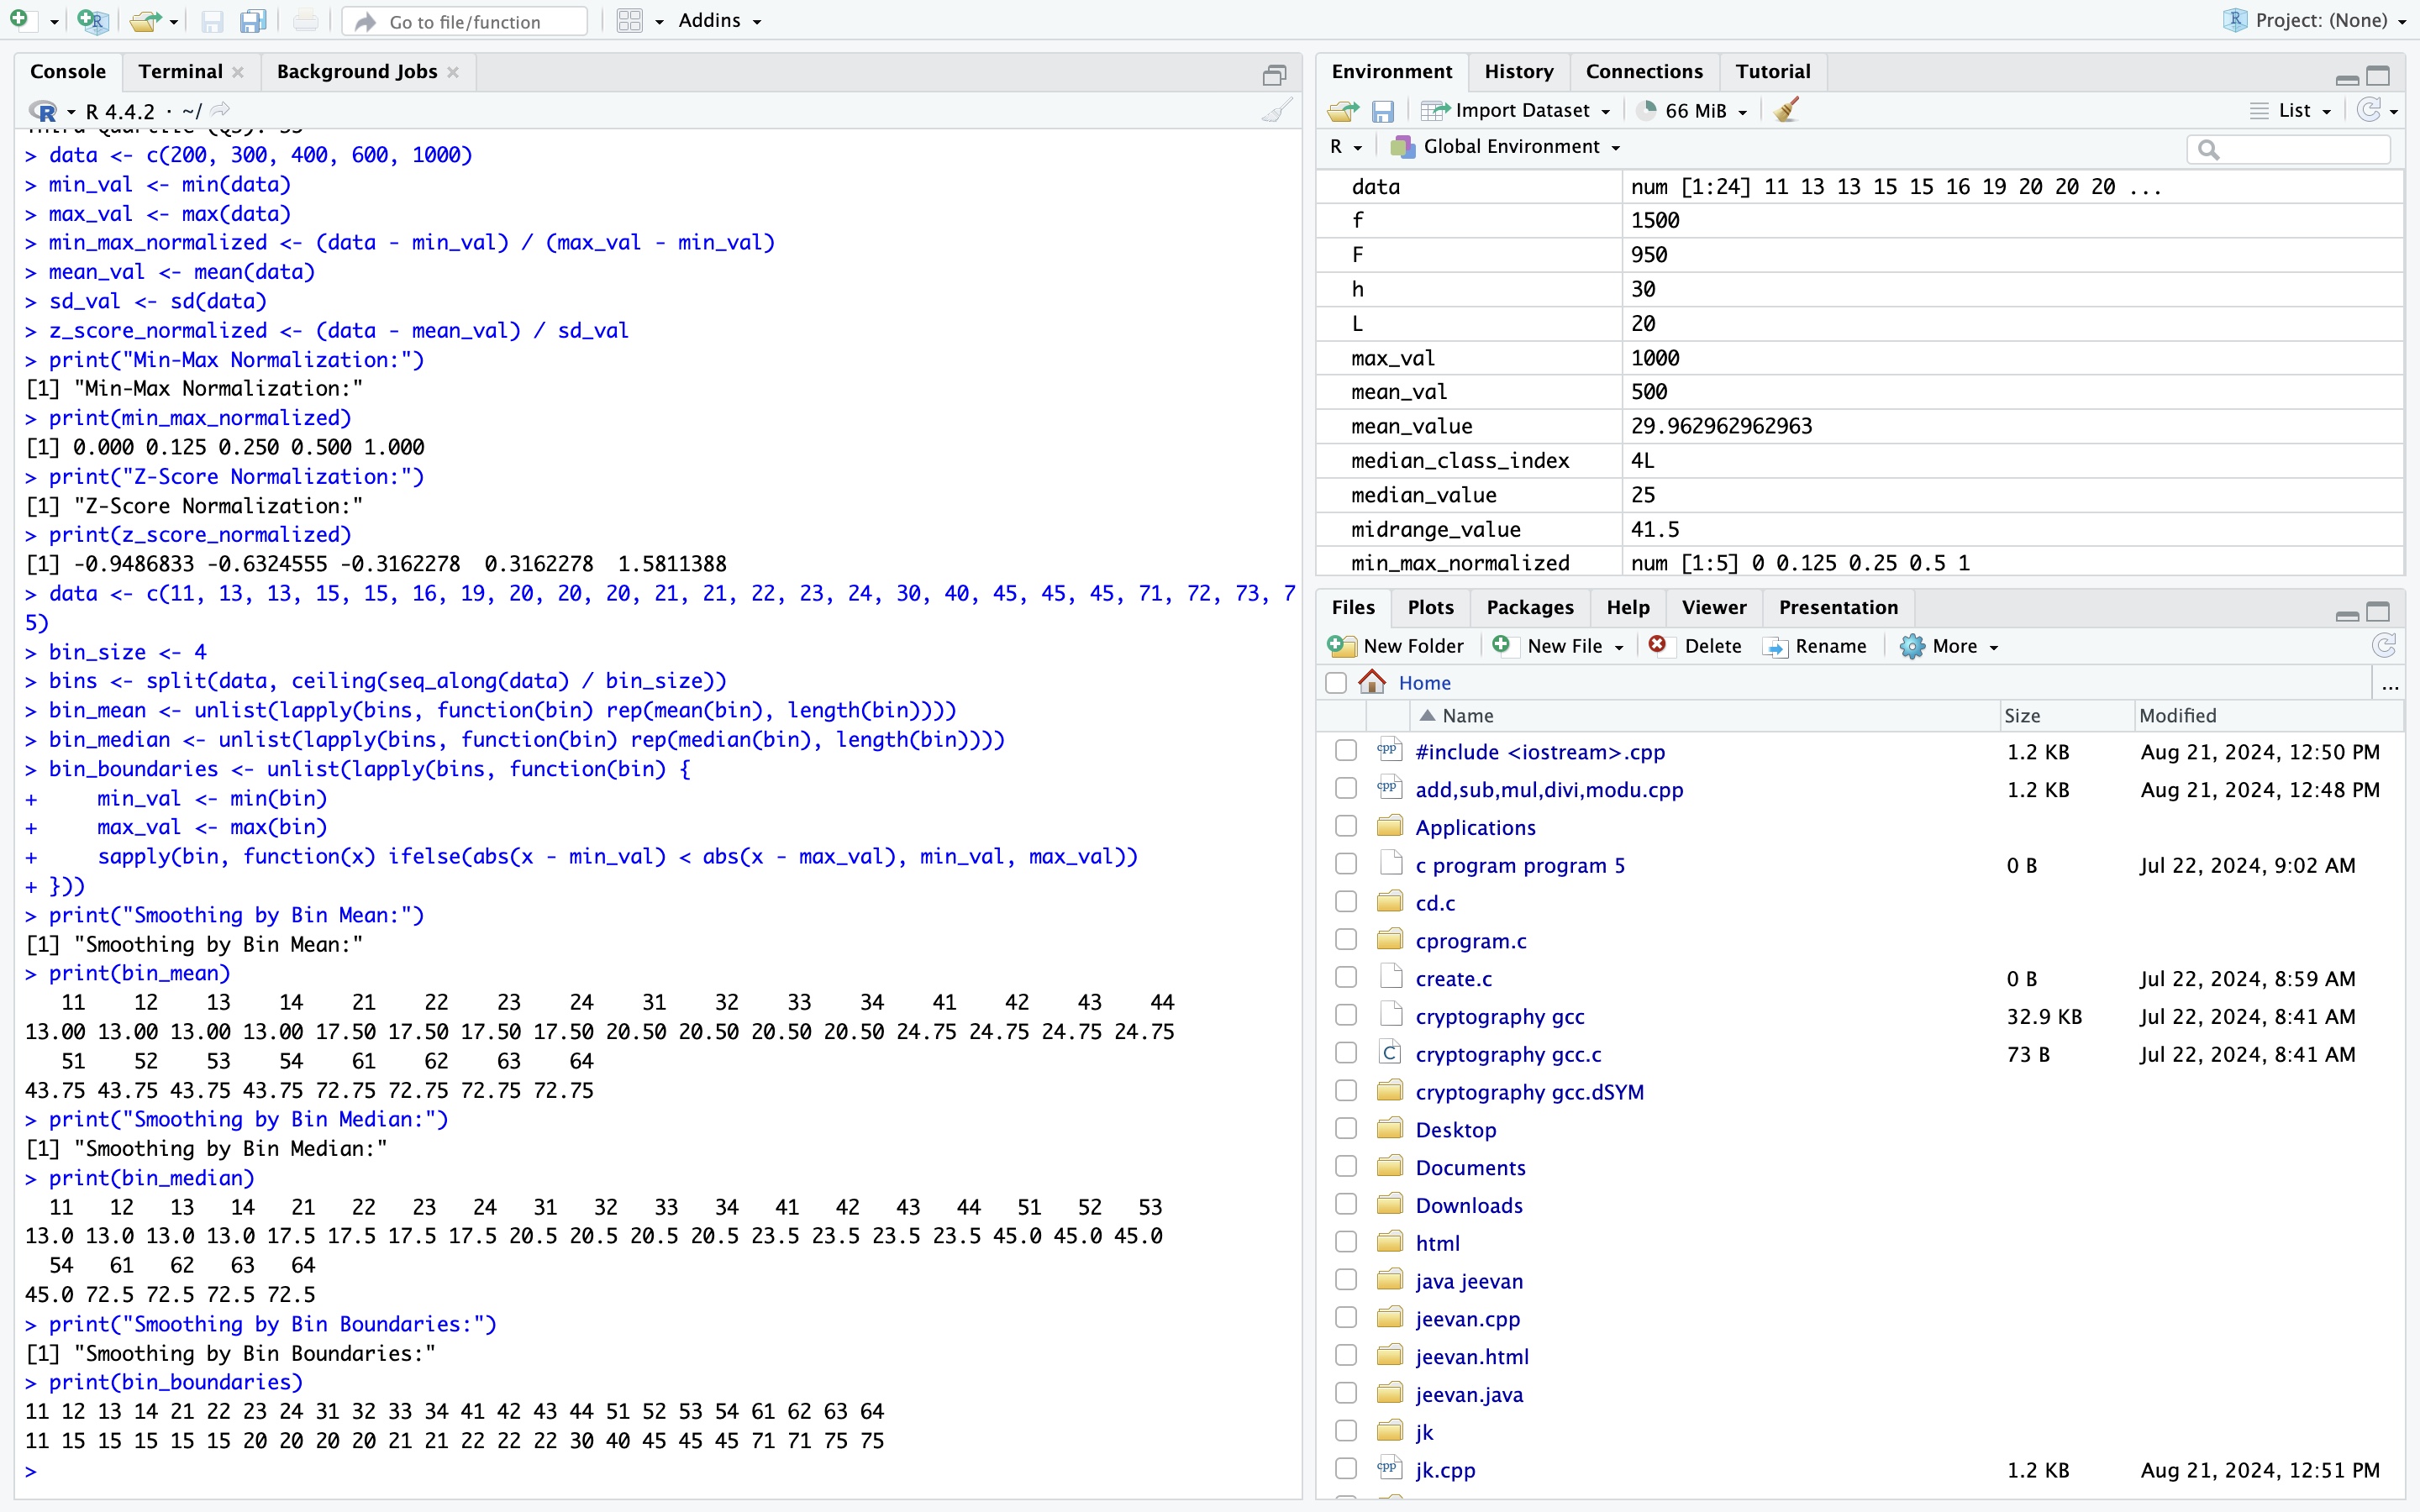 Go to file/function
Addins
Project: (None)
Console Terminal Background Jobs
R 4.4.2 · ~/
> data <- c(200, 300, 400, 600, 1000)
> min_val <- min(data)
> max_val <- max(data)
> min_max_normalized <- (data - min_val) / (max_val - min_val)
> mean_val <- mean(data)
> sd_val <- sd(data)
> z_score_normalized <- (data - mean_val) / sd_val
> print("Min-Max Normalization:")
[1] "Min-Max Normalization:"
> print(min_max_normalized)
[1] 0.000 0.125 0.250 0.500 1.000
> print("Z-Score Normalization:")
[1] "Z-Score Normalization:"
> print(z_score_normalized)
[1] -0.9486833 -0.6324555 -0.3162278  0.3162278  1.5811388
> data <- c(11, 13, 13, 15, 15, 16, 19, 20, 20, 20, 21, 21, 22, 23, 24, 30, 40, 45, 45, 45, 71, 72, 73, 7
5)
> bin_size <- 4
> bins <- split(data, ceiling(seq_along(data) / bin_size))
> bin_mean <- unlist(lapply(bins, function(bin) rep(mean(bin), length(bin))))
> bin_median <- unlist(lapply(bins, function(bin) rep(median(bin), length(bin))))
> bin_boundaries <- unlist(lapply(bins, function(bin) {
+     min_val <- min(bin)
+     max_val <- max(bin)
+     sapply(bin, function(x) ifelse(abs(x - min_val) < abs(x - max_val), min_val, max_val))
+ }))
> print("Smoothing by Bin Mean:")
[1] "Smoothing by Bin Mean:"
> print(bin_mean)
   11    12    13    14    21    22    23    24    31    32    33    34    41    42    43    44
13.00 13.00 13.00 13.00 17.50 17.50 17.50 17.50 20.50 20.50 20.50 20.50 24.75 24.75 24.75 24.75
   51    52    53    54    61    62    63    64
43.75 43.75 43.75 43.75 72.75 72.75 72.75 72.75
> print("Smoothing by Bin Median:")
[1] "Smoothing by Bin Median:"
> print(bin_median)
  11   12   13   14   21   22   23   24   31   32   33   34   41   42   43   44   51   52   53
13.0 13.0 13.0 13.0 17.5 17.5 17.5 17.5 20.5 20.5 20.5 20.5 23.5 23.5 23.5 23.5 45.0 45.0 45.0
  54   61   62   63   64
45.0 72.5 72.5 72.5 72.5
> print("Smoothing by Bin Boundaries:")
[1] "Smoothing by Bin Boundaries:"
> print(bin_boundaries)
11 12 13 14 21 22 23 24 31 32 33 34 41 42 43 44 51 52 53 54 61 62 63 64
11 15 15 15 15 15 20 20 20 20 21 21 22 22 22 30 40 45 45 45 71 71 75 75
>
Environment History Connections Tutorial
Import Dataset 66 MiB List
R Global Environment
data num [1:24] 11 13 13 15 15 16 19 20 20 20 ...
f 1500
F 950
h 30
L 20
max_val 1000
mean_val 500
mean_value 29.962962962963
median_class_index 4L
median_value 25
midrange_value 41.5
min_max_normalized num [1:5] 0 0.125 0.25 0.5 1
Files Plots Packages Help Viewer Presentation
New Folder New File Delete Rename More
Home ...
Name Size Modified
cpp #include <iostream>.cpp 1.2 KB Aug 21, 2024, 12:50 PM
cpp add,sub,mul,divi,modu.cpp 1.2 KB Aug 21, 2024, 12:48 PM
Applications
c program program 5 0 B Jul 22, 2024, 9:02 AM
cd.c
cprogram.c
create.c 0 B Jul 22, 2024, 8:59 AM
cryptography gcc 32.9 KB Jul 22, 2024, 8:41 AM
C cryptography gcc.c 73 B Jul 22, 2024, 8:41 AM
cryptography gcc.dSYM
Desktop
Documents
Downloads
html
java jeevan
jeevan.cpp
jeevan.html
jeevan.java
jk
cpp jk.cpp 1.2 KB Aug 21, 2024, 12:51 PM